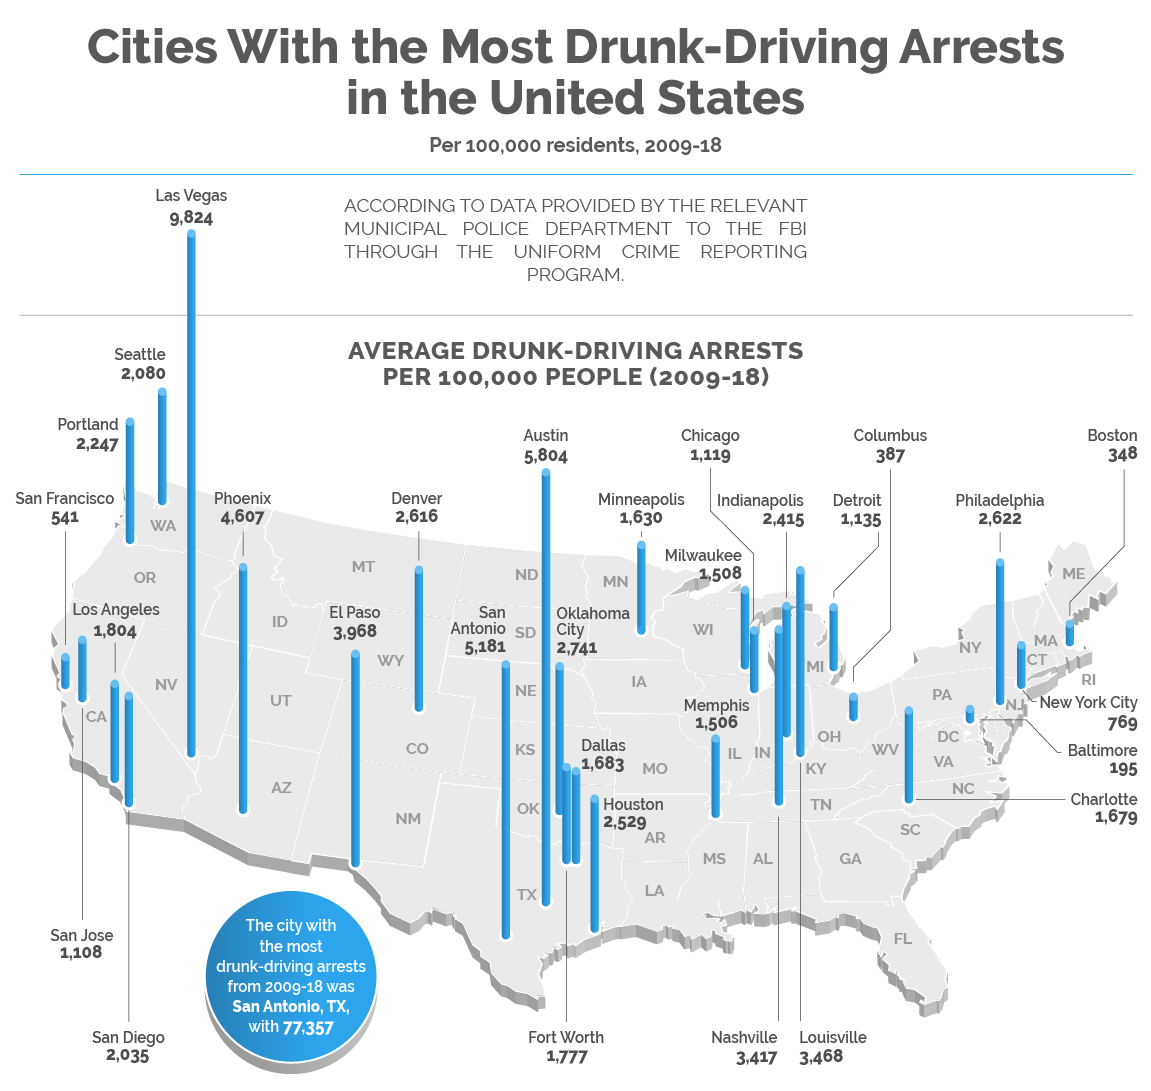 Cities With the Most Drunk-Driving Arrests
in the United States
Per 100,000 residents, 2009-18
ACCORDING TO DATA PROVIDED BY THE RELEVANT
MUNICIPAL POLICE DEPARTMENT TO THE FBI
THROUGH THE UNIFORM CRIME REPORTING
PROGRAM.
AVERAGE DRUNK-DRIVING ARRESTS
PER 100,000 PEOPLE (2009-18)
Las Vegas
9,824
Seattle
2,080
Portland
2,247
San Francisco
541
Phoenix
4,607
Denver
2,616
Austin
5,804
Minneapolis
1,630
Chicago
1,119
Indianapolis
2,415
Columbus
387
Detroit
1,135
Philadelphia
2,622
Boston
348
Milwaukee
1,508
Los Angeles
1,804
El Paso
3,968
San
Antonio
5,181
Oklahoma
City
2,741
Memphis
1,506
Dallas
1,683
Houston
2,529
New York City
769
Baltimore
195
Charlotte
1,679
San Jose
1,108
San Diego
2,035
Fort Worth
1,777
Nashville
3,417
Louisville
3,468
WA
OR
MT
ID
ND
MN
SD
WI
WY
NV
UT
CA
NE
IA
MI
NY
ME
MA
CT
RI
PA
NJ
CO
KS
MO
IL
IN
OH
WV
DC
VA
KY
AZ
NM
OK
AR
TN
NC
SC
TX
LA
MS
AL
GA
FL
The city with
the most
drunk-driving arrests
from 2009-18 was
San Antonio, TX,
with 77,357